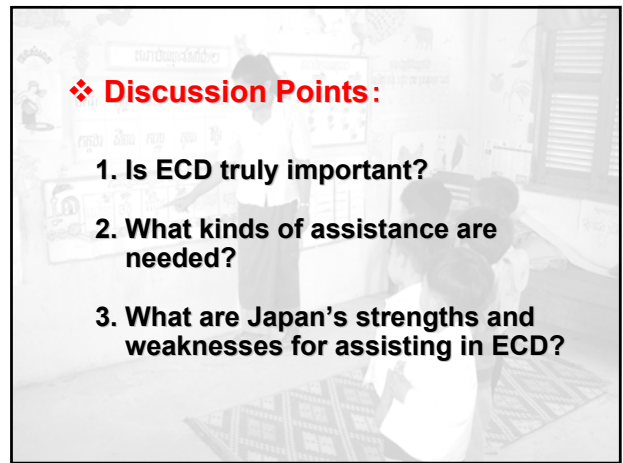 ❖ Discussion Points:
1. Is ECD truly important?
2. What kinds of assistance are
needed?
3. What are Japan's strengths and
weaknesses for assisting in ECD?